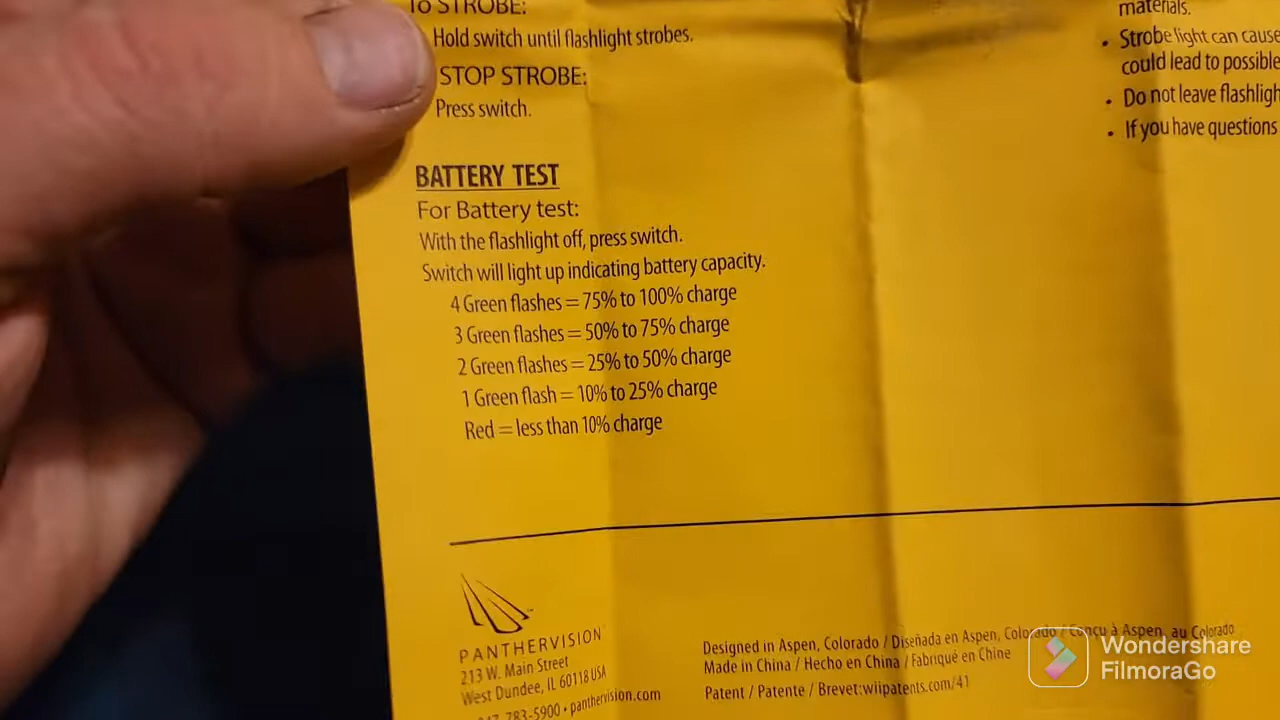 To STROBE:
Hold switch until flashlight strobes.
STOP STROBE:
Press switch.
BATTERY TEST
For Battery test:
With the flashlight off, press switch.
Switch will light up indicating battery capacity.
4 Green flashes = 75% to 100% charge
3 Green flashes = 50% to 75% charge
2 Green flashes = 25% to 50% charge
1 Green flash = 10% to 25% charge
Red = less than 10% charge
materials.
• Strobe light can cause
could lead to possible
• Do not leave flashligh
• If you have questions
PANTHERVISION
213 W. Main Street
West Dundee, IL 60118 USA
783-5900 • panthervision.com
Designed in Aspen, Colorado / Diseñada en Aspen, Colorado / Conçu à Aspen, au Colorado
Made in China / Hecho en China / Fabriqué en Chine
Patent / Patente / Brevet:wiipatents.com/41
Wondershare
FilmoraGo